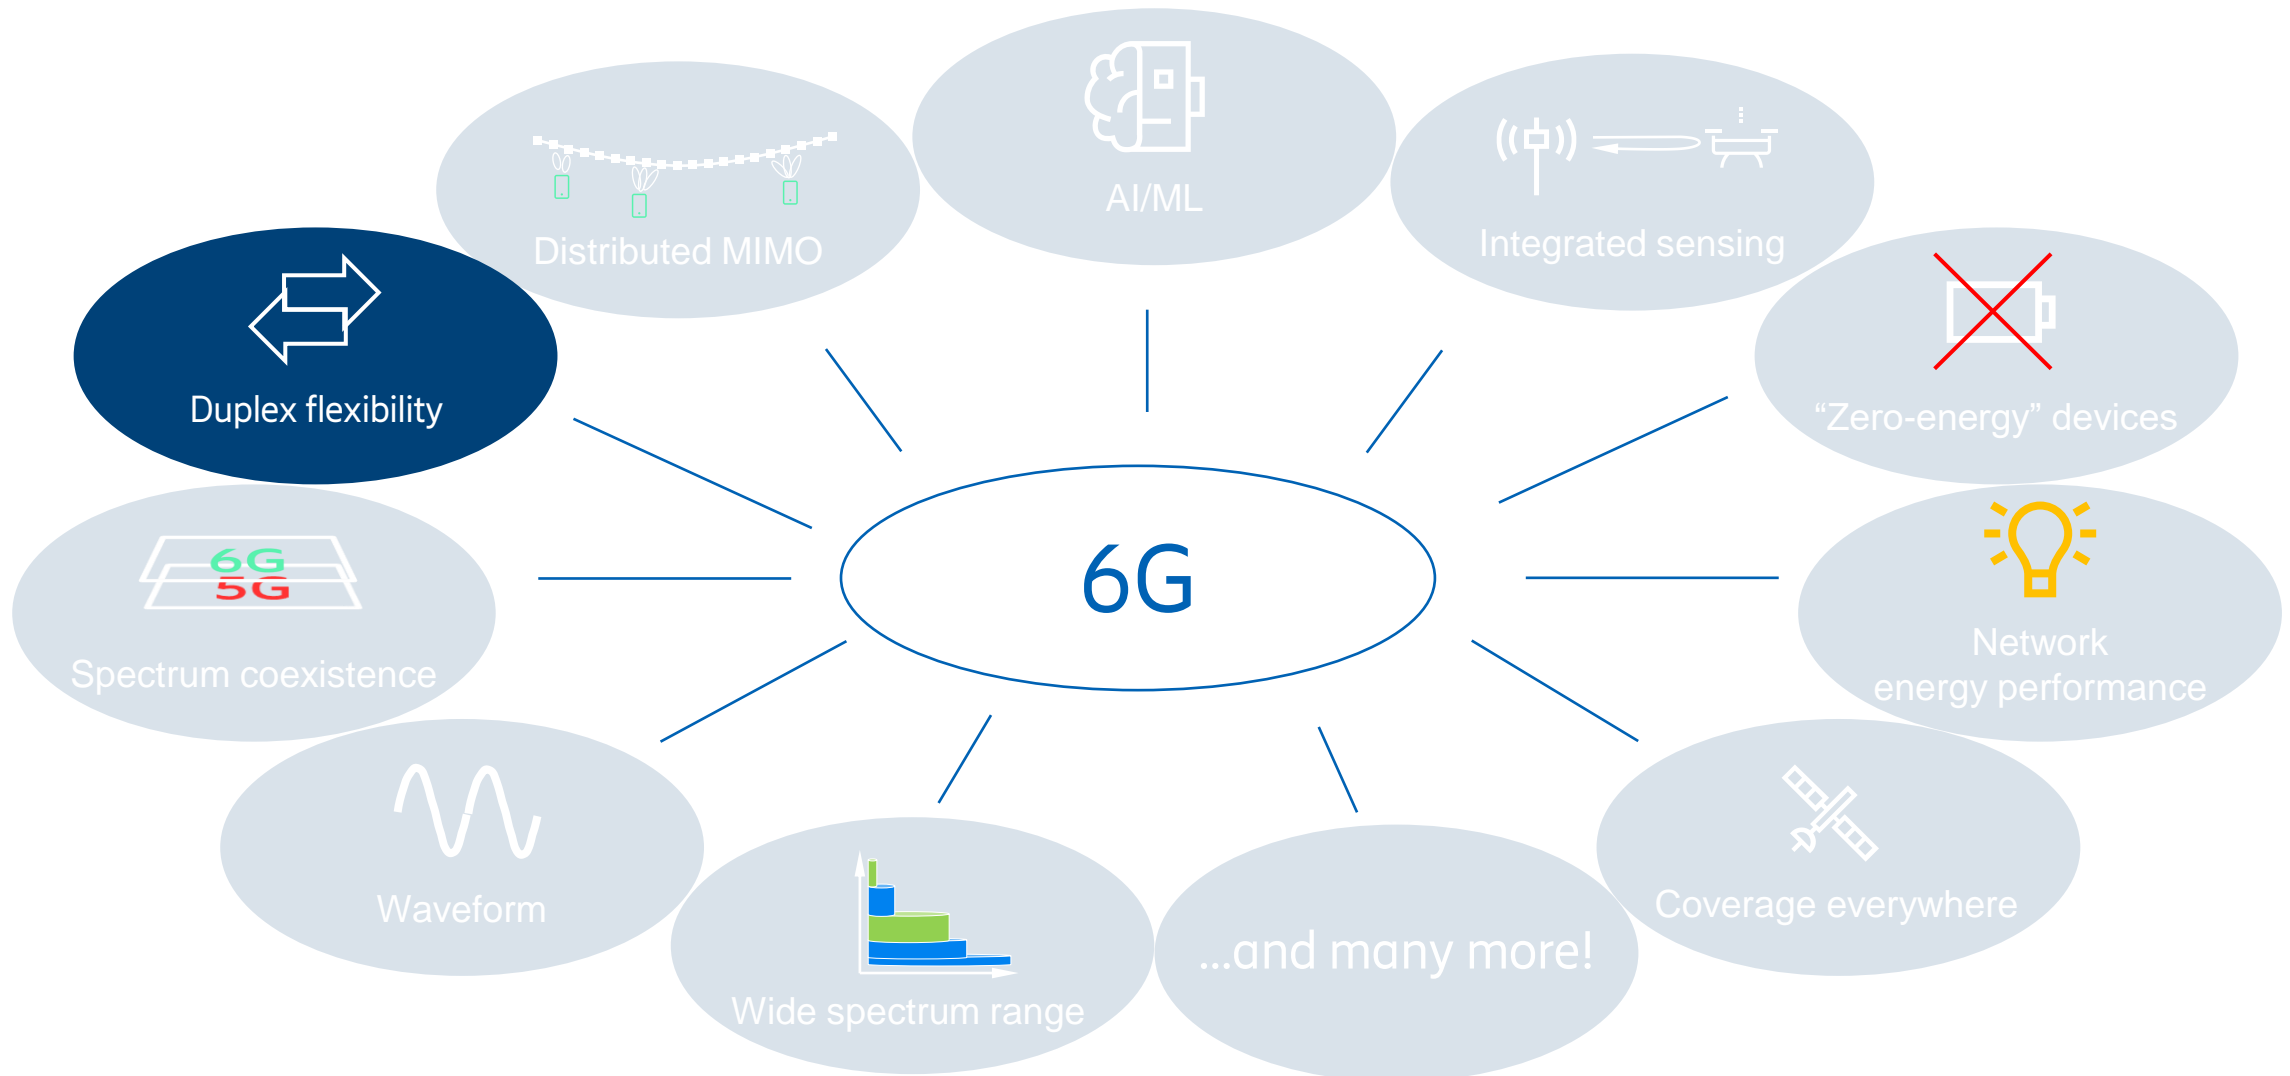 AI/ML
Distributed MIMO
Integrated sensing
Duplex flexibility
“Zero-energy” devices
6G
5G
Spectrum coexistence
6G
Network
energy performance
Waveform
Coverage everywhere
Wide spectrum range
...and many more!